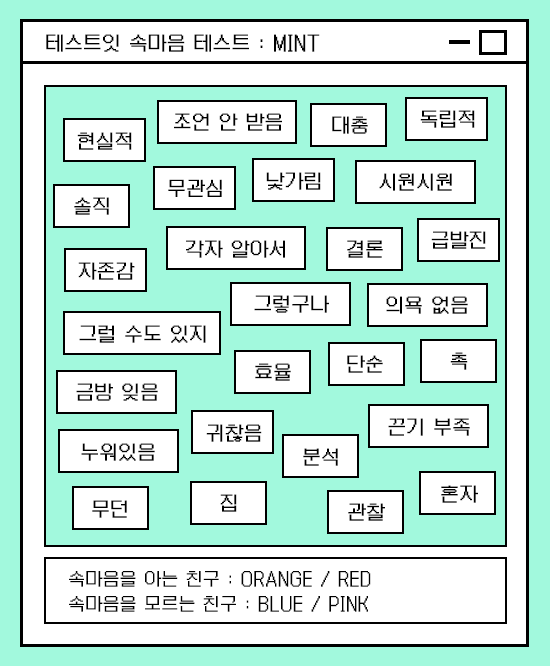 테스트잇 속마음 테스트 : MINT
조언 안 받음
대충
독립적
현실적
낯가림
시원시원
무관심
솔직
급발진
각자 알아서
결론
자존감
그렇구나
의욕 없음
그럴 수도 있지
촉
단순
효율
금방 잊음
끈기 부족
귀찮음
누워있음
분석
혼자
집
무던
관찰
속마음을 아는 친구 : ORANGE / RED
속마음을 모르는 친구 : BLUE / PINK